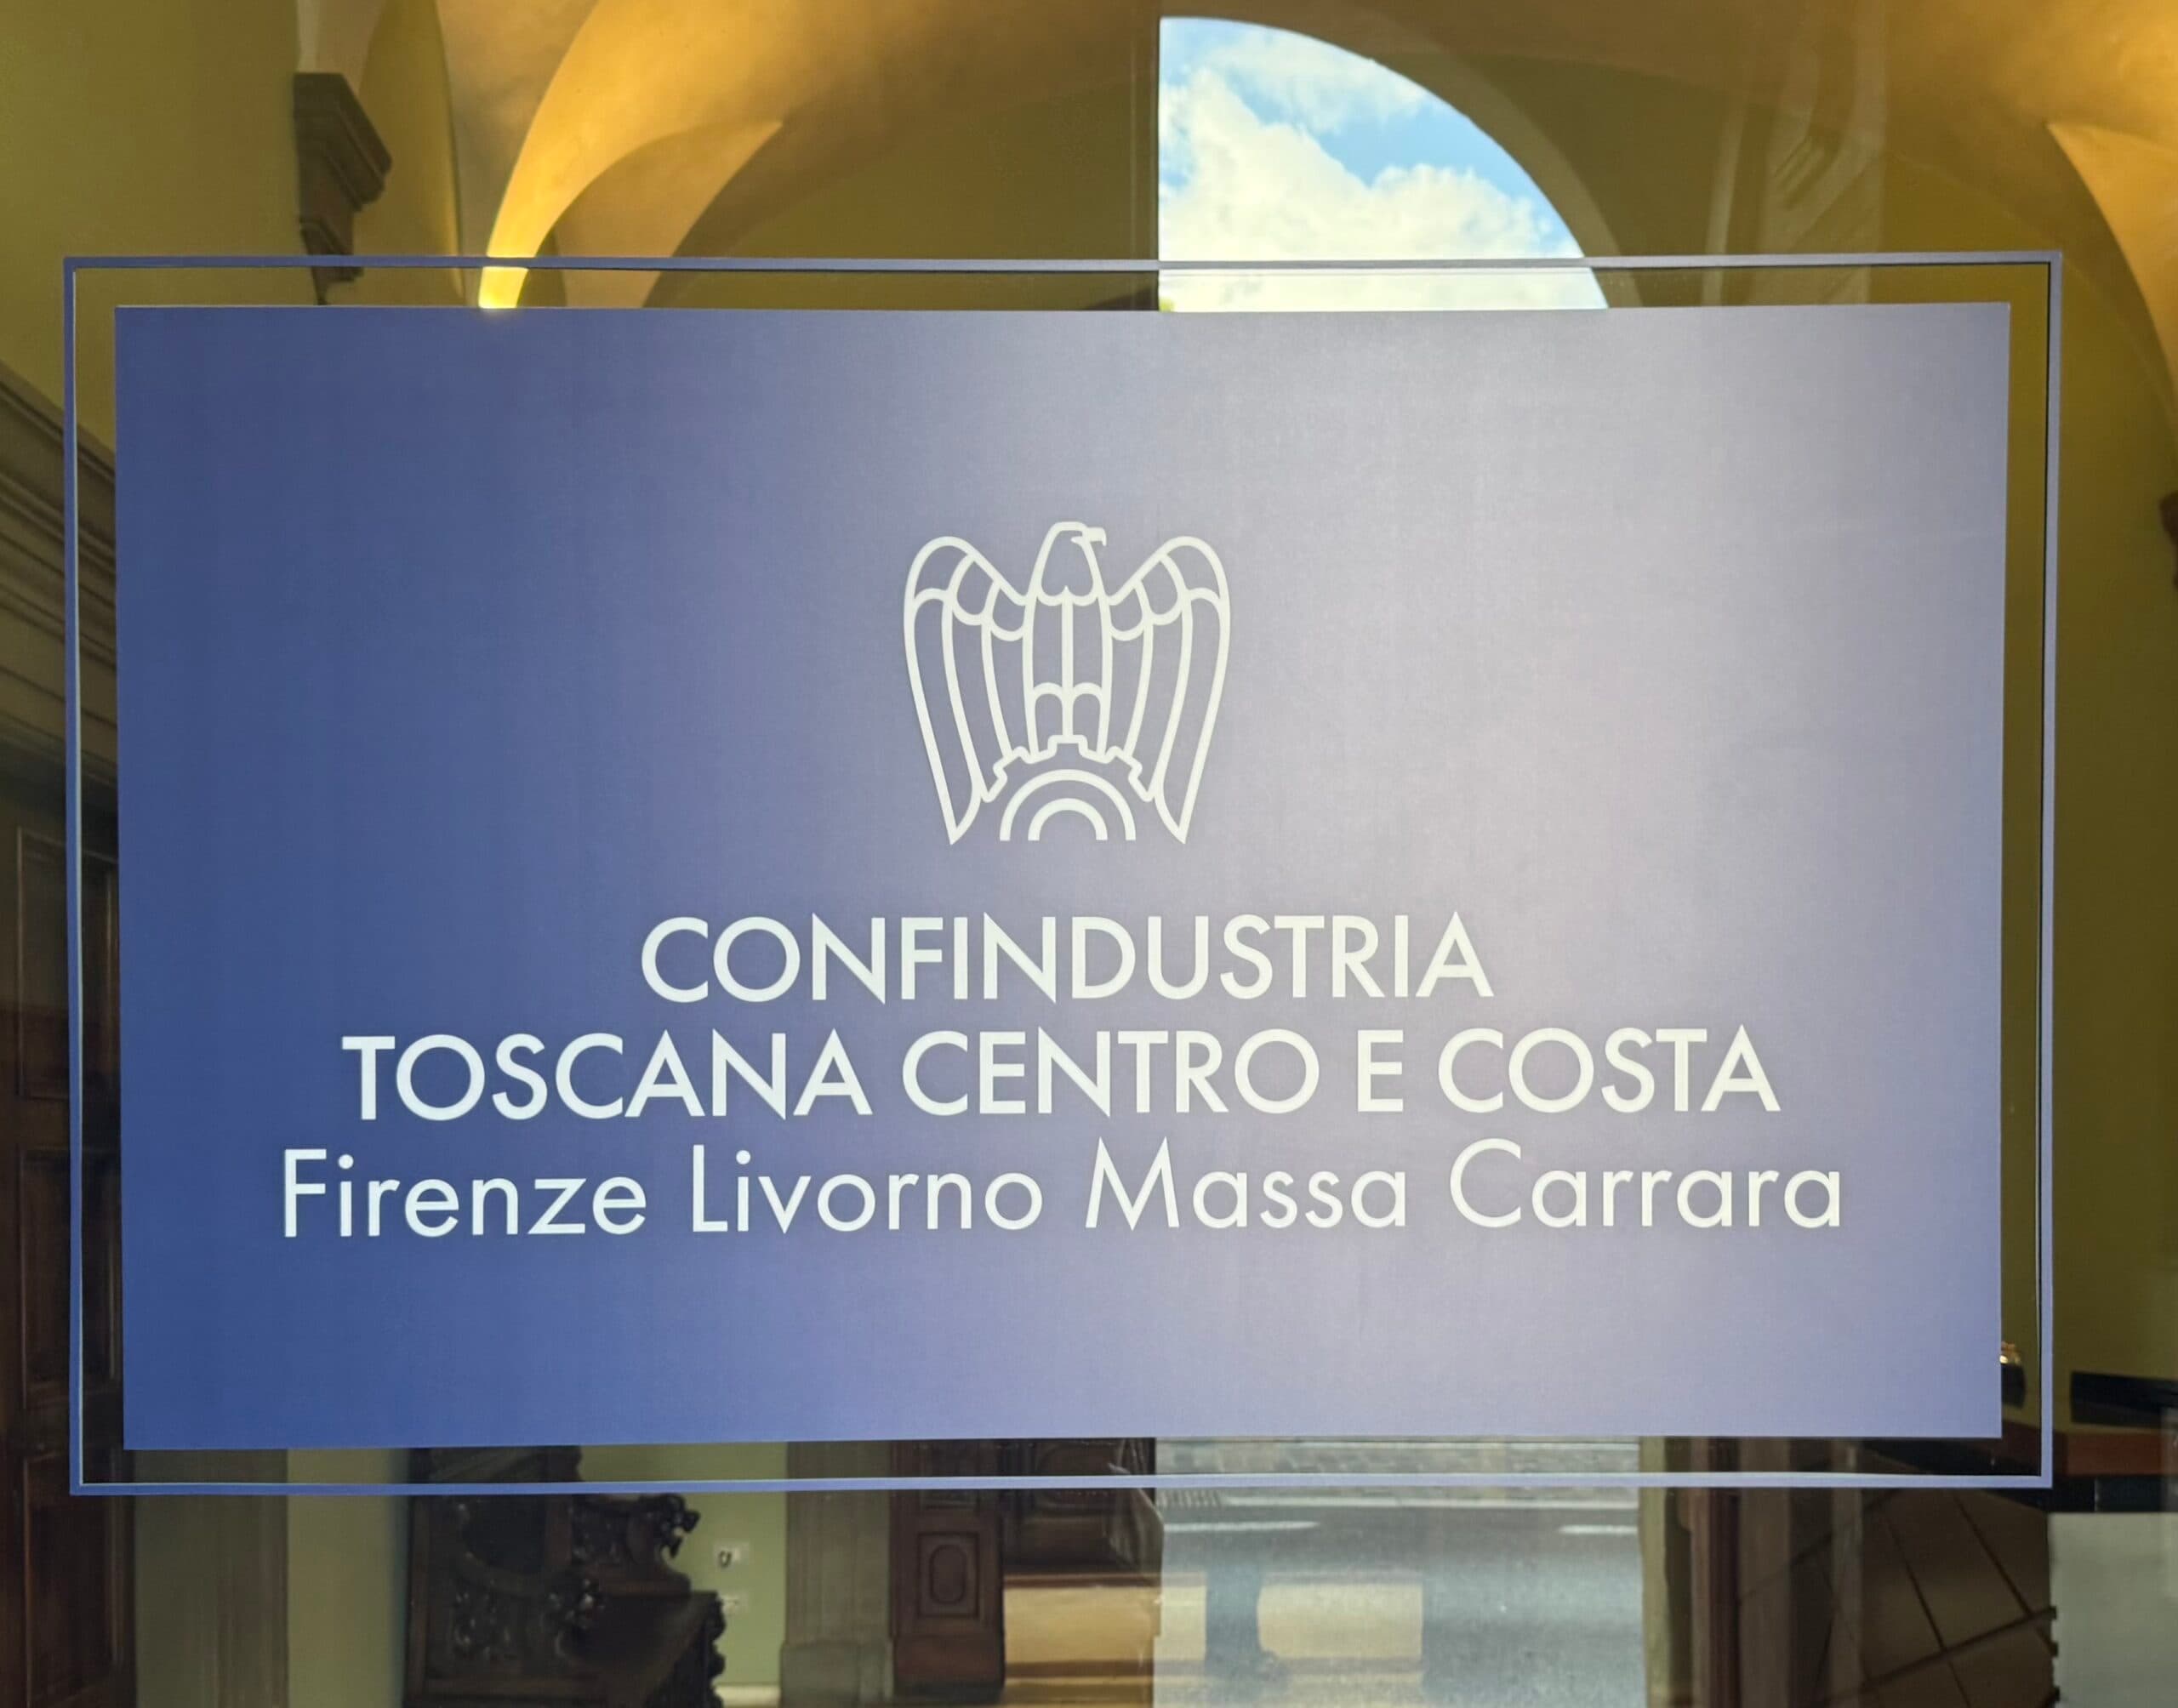 CONFINDUSTRIA
TOSCANA CENTRO E COSTA
Firenze Livorno Massa Carrara